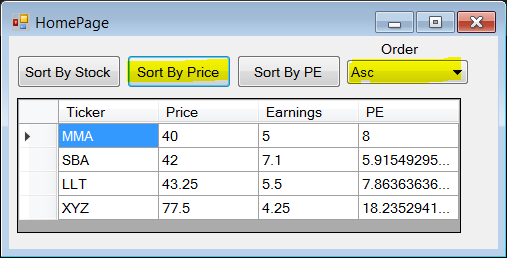 HomePage
Order
Sort By Stock Sort By Price Sort By PE Asc
Ticker Price Earnings PE
MMA 40 5 8
SBA 42 7.1 5.91549295...
LLT 43.25 5.5 7.86363636...
XYZ 77.5 4.25 18.2352941...